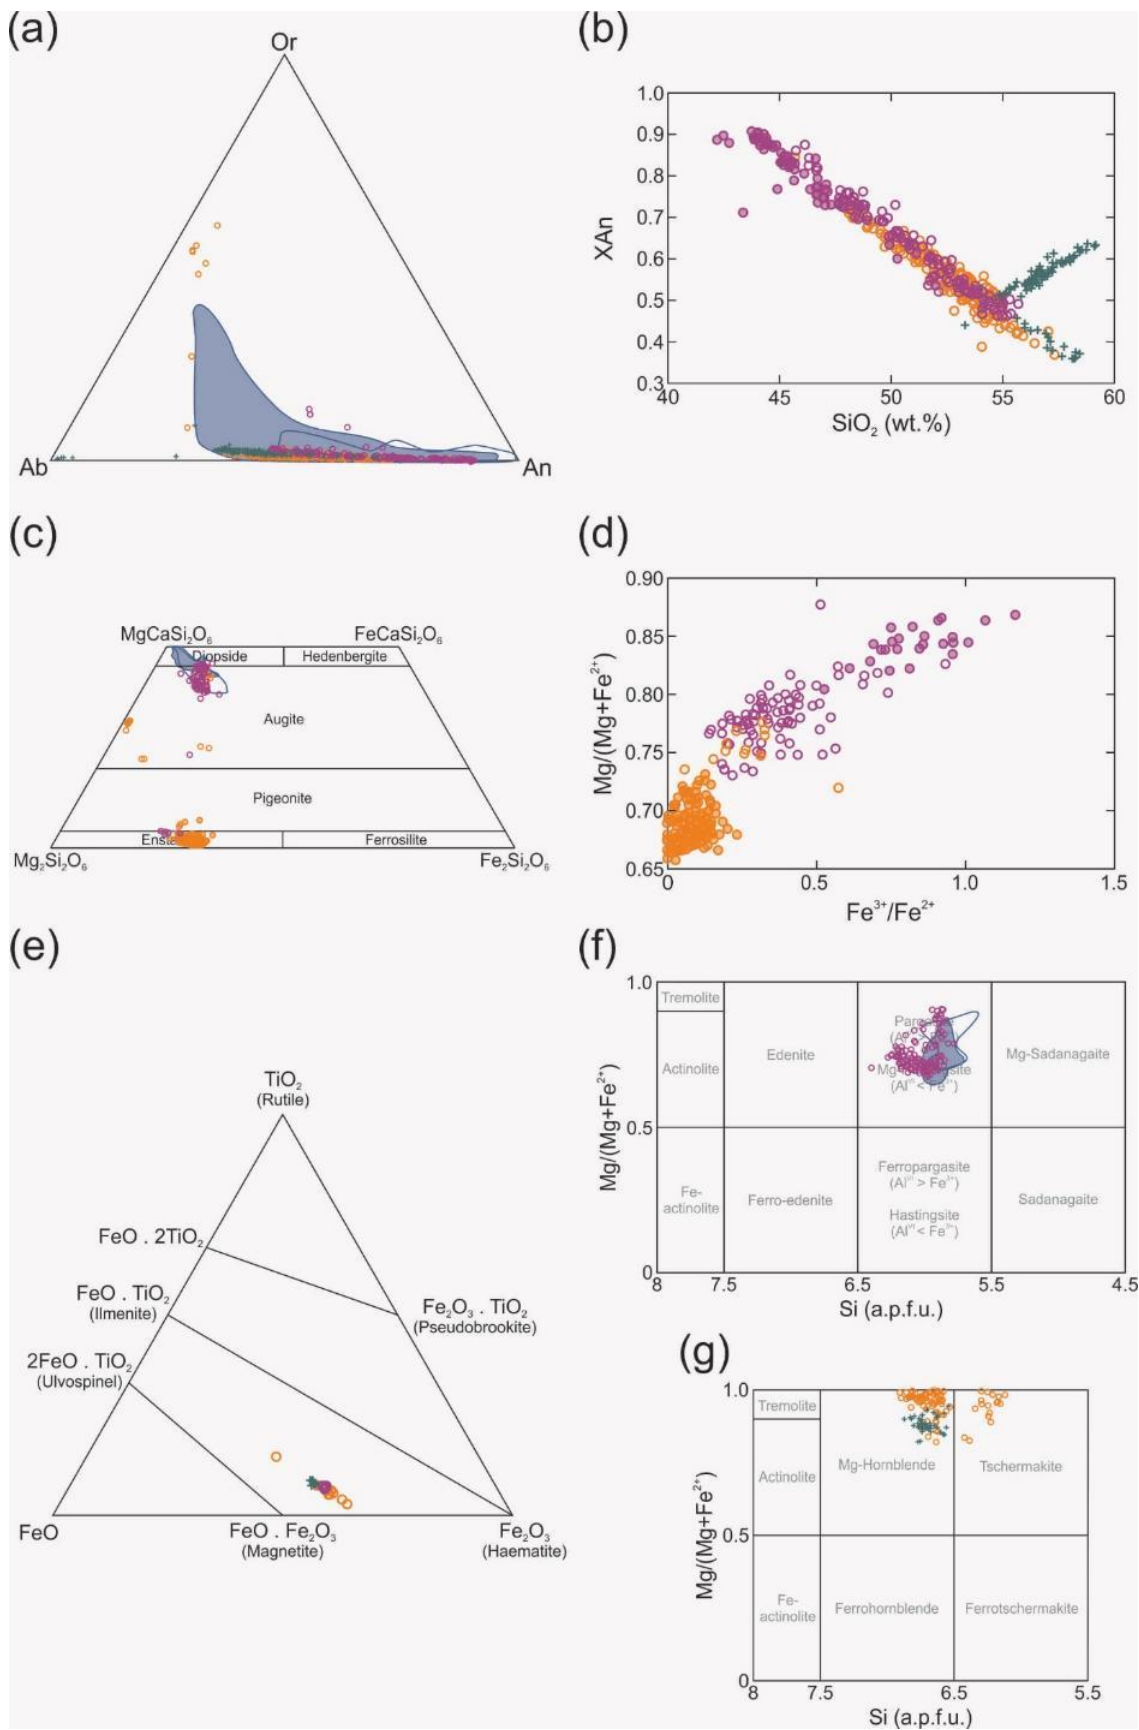 (a)
Or
Ab
An
(b)
1.0
0.9
0.8
0.7
0.6
0.5
0.4
0.3
XAn
40
45
50
55
60
SiO₂ (wt.%)
(c)
MgCaSi₂O₆
FeCaSi₂O₆
Diopside
Hedenbergite
Augite
Pigeonite
Ferrosilite
Mg₂Si₂O₆
Fe₂Si₂O₆
(d)
0.90
0.85
0.80
0.75
0.70
0.65
Mg/(Mg+Fe²⁺)
0
0.5
1.0
1.5
Fe³⁺/Fe²⁺
(e)
TiO₂
(Rutile)
FeO . 2TiO₂
FeO . TiO₂
(Ilmenite)
Fe₂O₃ . TiO₂
(Pseudobrookite)
2FeO . TiO₂
(Ulvospinel)
FeO
FeO . Fe₂O₃
(Magnetite)
Fe₂O₃
(Haematite)
(f)
1.0
0.5
0
Mg/(Mg+Fe²⁺)
Tremolite
Actinolite
Edenite
Mg-Sadanagaite
Fe-
actinolite
Ferro-edenite
(Alᵛⁱ < Fe³⁺)
Ferropargasite
(Alᵛⁱ > Fe³⁺)
Hastingsite
(Alᵛⁱ < Fe³⁺)
Sadanagaite
8
7.5
6.5
5.5
4.5
Si (a.p.f.u.)
(g)
1.0
0.5
0
Mg/(Mg+Fe²⁺)
Tremolite
Actinolite
Mg-Hornblende
Tschermakite
Fe-
actinolite
Ferrohornblende
Ferrotschermakite
8
7.5
6.5
5.5
Si (a.p.f.u.)